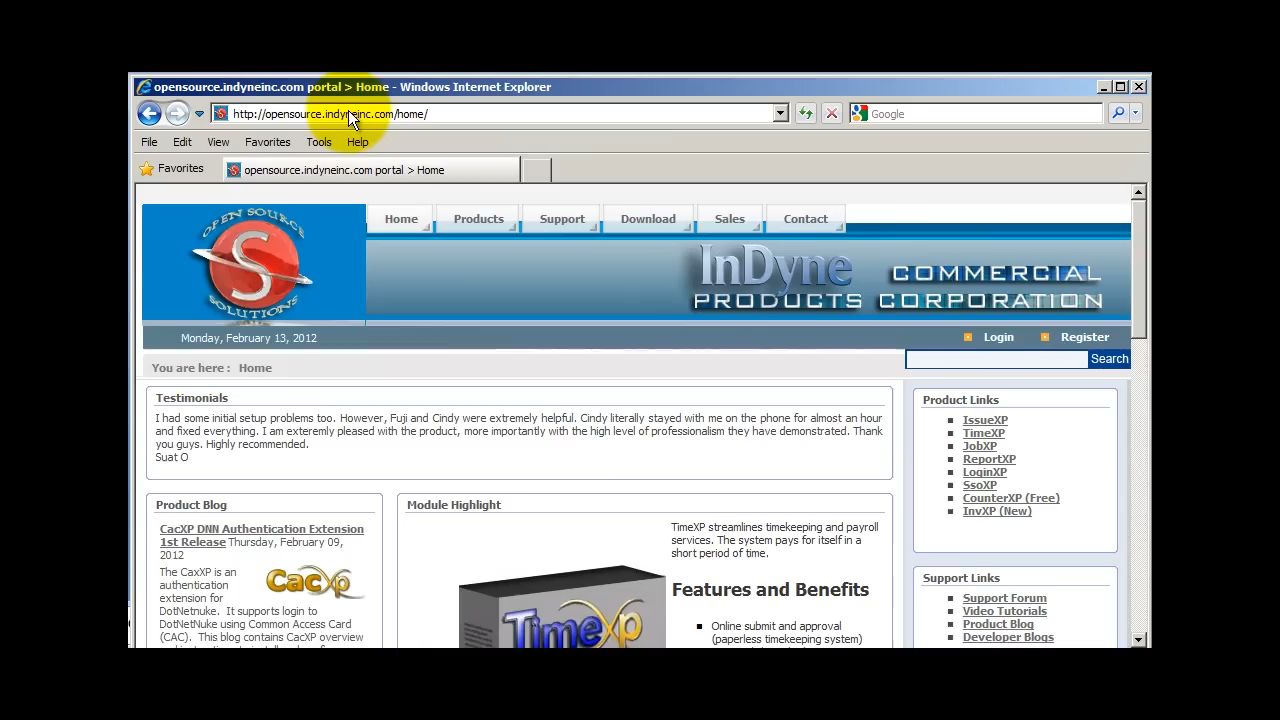 opensource.indyneinc.com portal > Home - Windows Internet Explorer
http://opensource.indyneinc.com/home/
Google
File Edit View Favorites Tools Help
Favorites
opensource.indyneinc.com portal > Home
OPEN SOURCE
S
SOLUTIONS
Home Products Support Download Sales Contact
InDyne COMMERCIAL
PRODUCTS CORPORATION
Monday, February 13, 2012
Login Register
You are here : Home
Search
Testimonials
I had some initial setup problems too. However, Fuji and Cindy were extremely helpful. Cindy literally stayed with me on the phone for almost an hour
and fixed everything. I am exteremly pleased with the product, more importantly with the high level of professionalism they have demonstrated. Thank
you guys. Highly recommended.
Suat O
Product Links
IssueXP
TimeXP
JobXP
ReportXP
LoginXP
SsoXP
CounterXP (Free)
InvXP (New)
Product Blog
CacXP DNN Authentication Extension
1st Release Thursday, February 09,
2012
The CaxXP is an
authentication
extension for
DotNetnuke. It supports login to
DotNetNuke using Common Access Card
(CAC). This blog contains CacXP overview
Cacxp
Module Highlight
TimeXP streamlines timekeeping and payroll
services. The system pays for itself in a
short period of time.
Features and Benefits
Online submit and approval
(paperless timekeeping system)
Timexp
Support Links
Support Forum
Video Tutorials
Product Blog
Developer Blogs